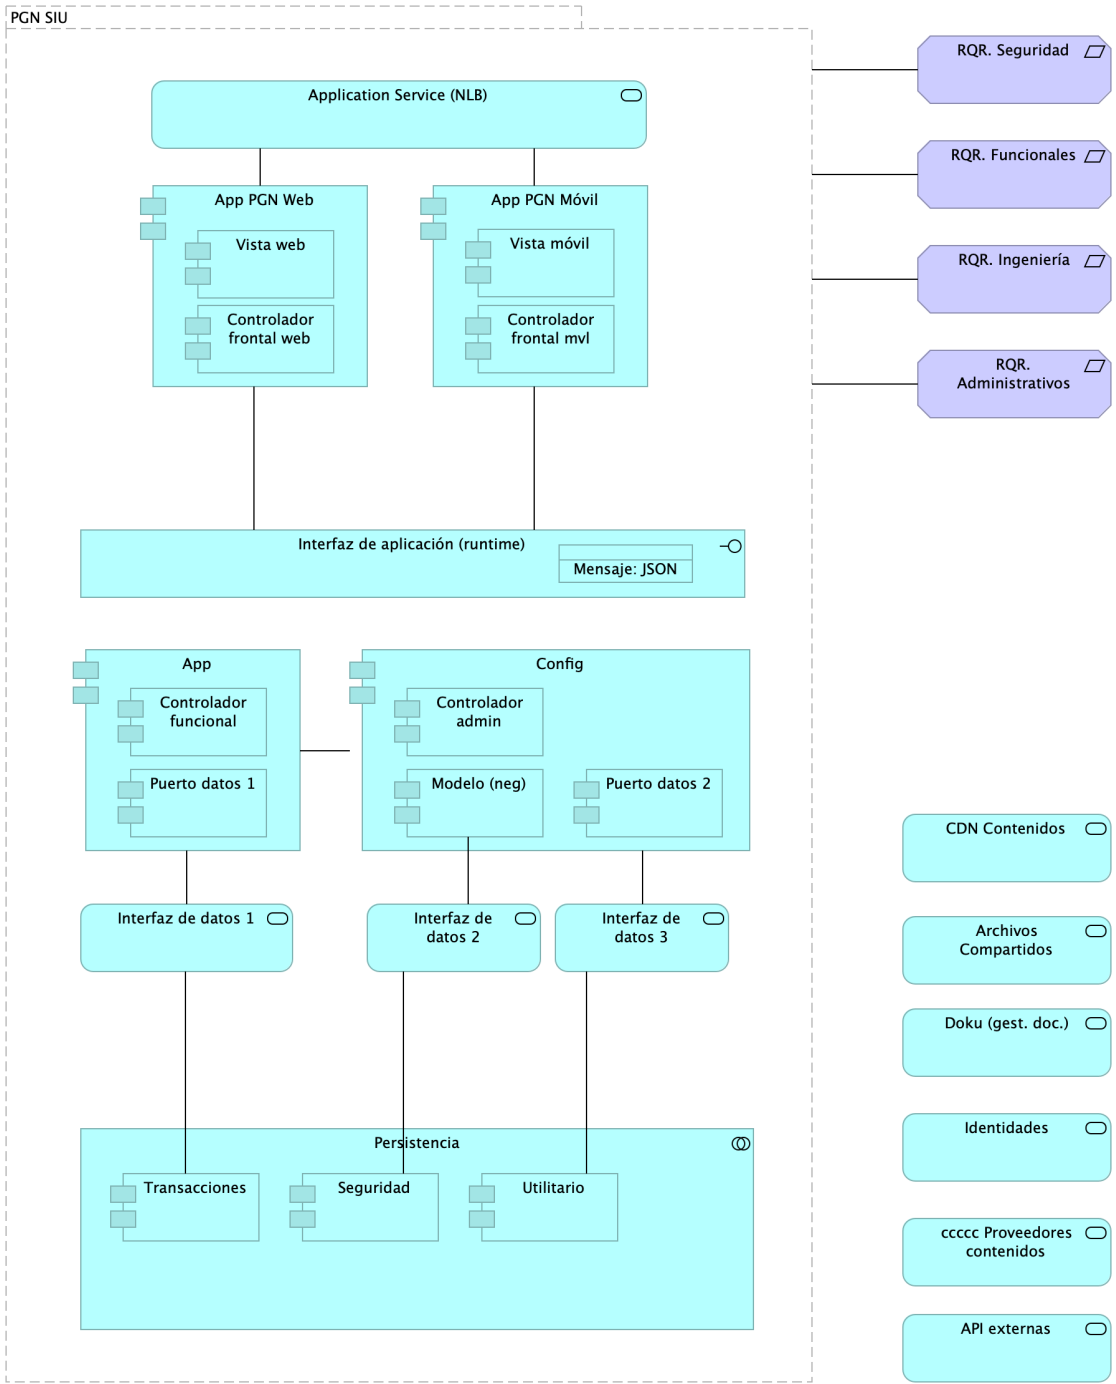 PGN SIU
RQR. Seguridad
Application Service (NLB)
RQR. Funcionales
App PGN Web
App PGN Móvil
Vista web
Vista móvil
RQR. Ingeniería
Controlador
frontal web
Controlador
frontal mvl
RQR.
Administrativos
Interfaz de aplicación (runtime)
Mensaje: JSON
App
Config
Controlador
funcional
Controlador
admin
Puerto datos 1
Modelo (neg)
Puerto datos 2
CDN Contenidos
Interfaz de datos 1
Interfaz de
datos 2
Interfaz de
datos 3
Archivos
Compartidos
Doku (gest. doc.)
Persistencia
Identidades
Transacciones
Seguridad
Utilitario
ccccc Proveedores
contenidos
API externas